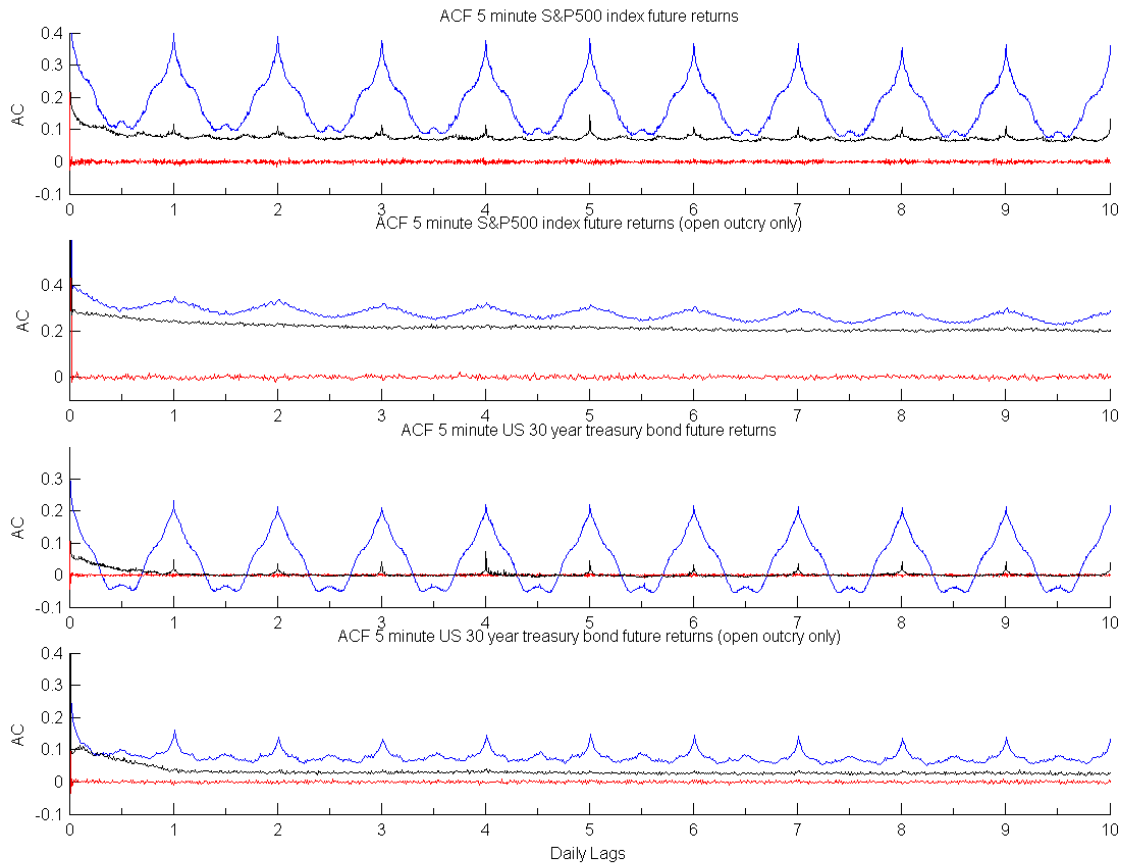 ACF 5 minute S&P500 index future returns
0.4
0.3
0.2
0.1
0
-0.1
AC
0 1 2 3 4 5 6 7 8 9 10
ACF 5 minute S&P500 index future returns (open outcry only)
0.4
0.2
0
AC
0 1 2 3 4 5 6 7 8 9 10
ACF 5 minute US 30 year treasury bond future returns
0.3
0.2
0.1
0
-0.1
AC
0 1 2 3 4 5 6 7 8 9 10
ACF 5 minute US 30 year treasury bond future returns (open outcry only)
0.4
0.3
0.2
0.1
0
-0.1
AC
0 1 2 3 4 5 6 7 8 9 10
Daily Lags